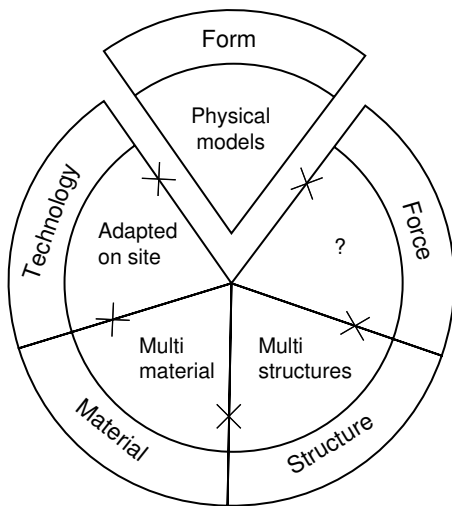 Form
Physical
models
Technology
Adapted
on site
?
Force
Multi
material
Multi
structures
Material
Structure